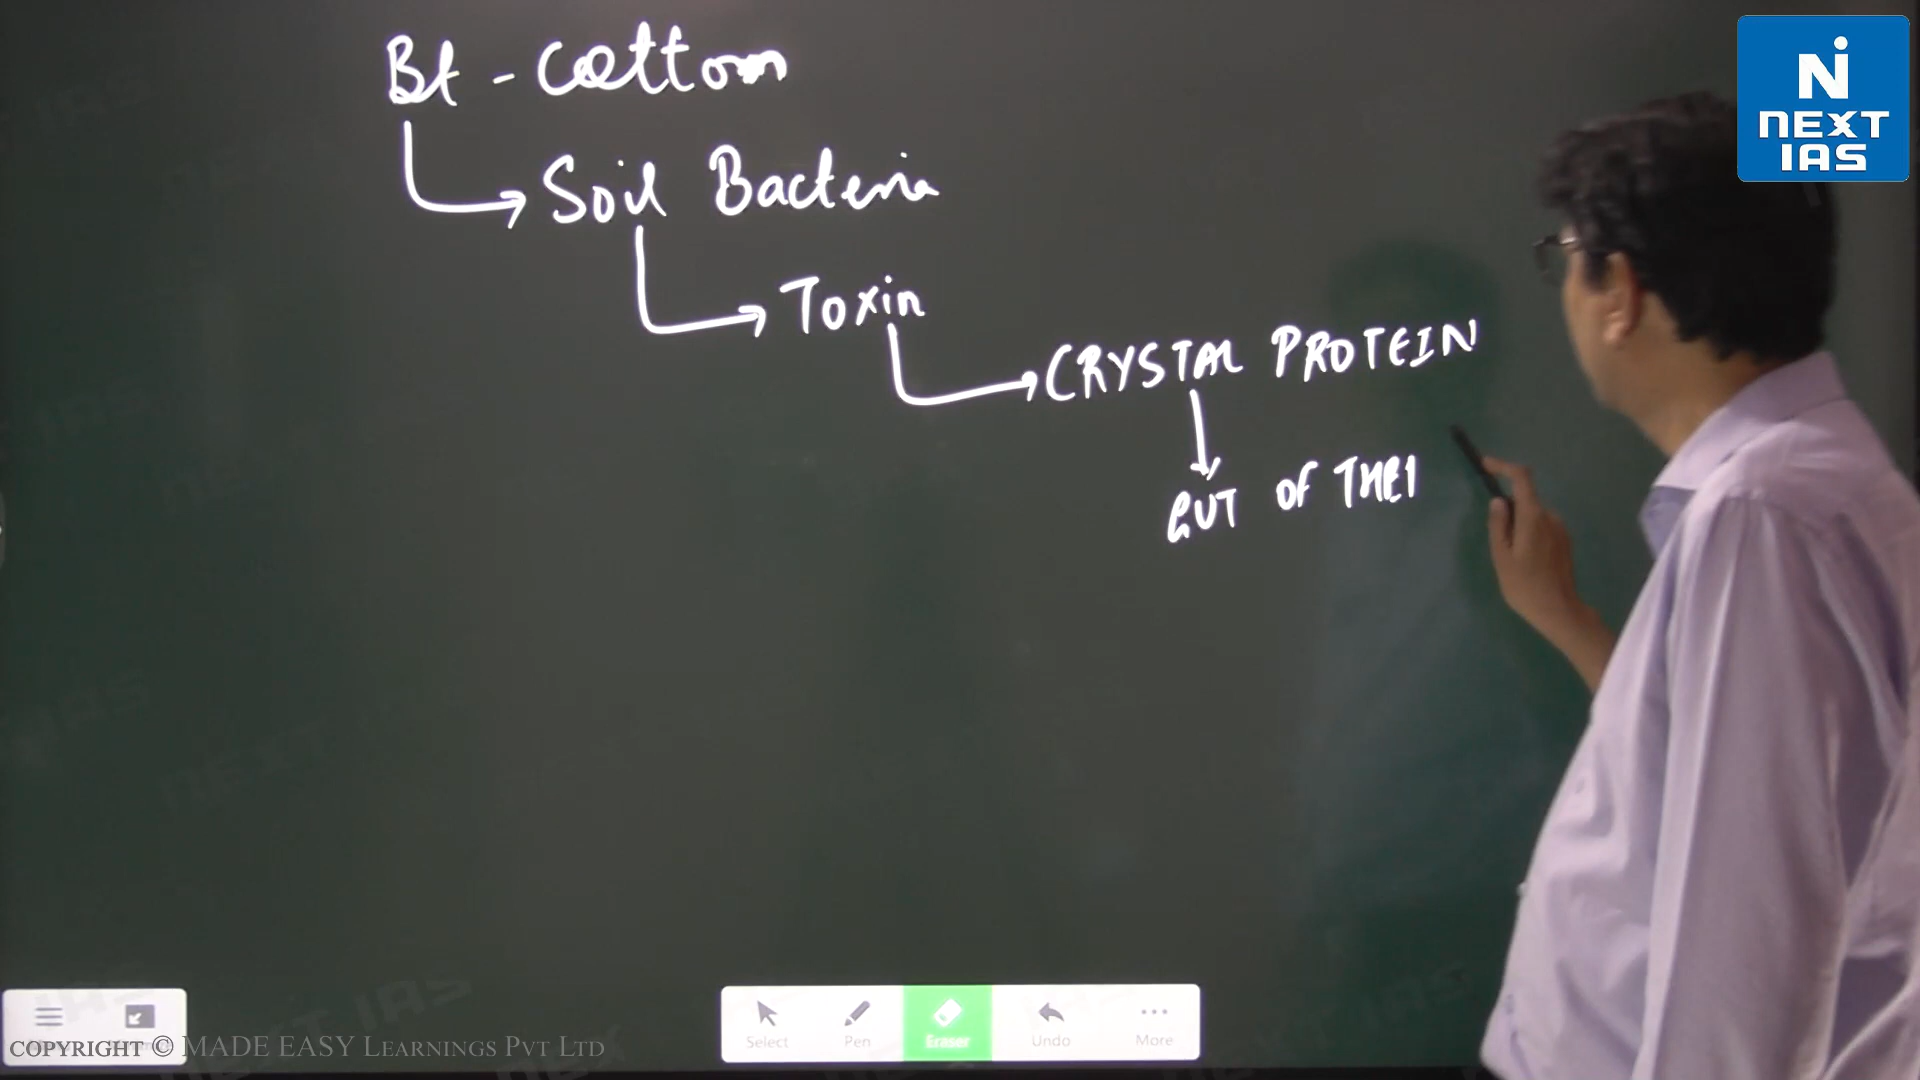 Bt - Cotton
Soil Bacteria
Toxin
CRYSTAL PROTEIN
GUT OF THEI
NEXT
IAS
Select
Pen
Eraser
Undo
More
COPYRIGHT © MADE EASY LEARNINGS PVT LTD